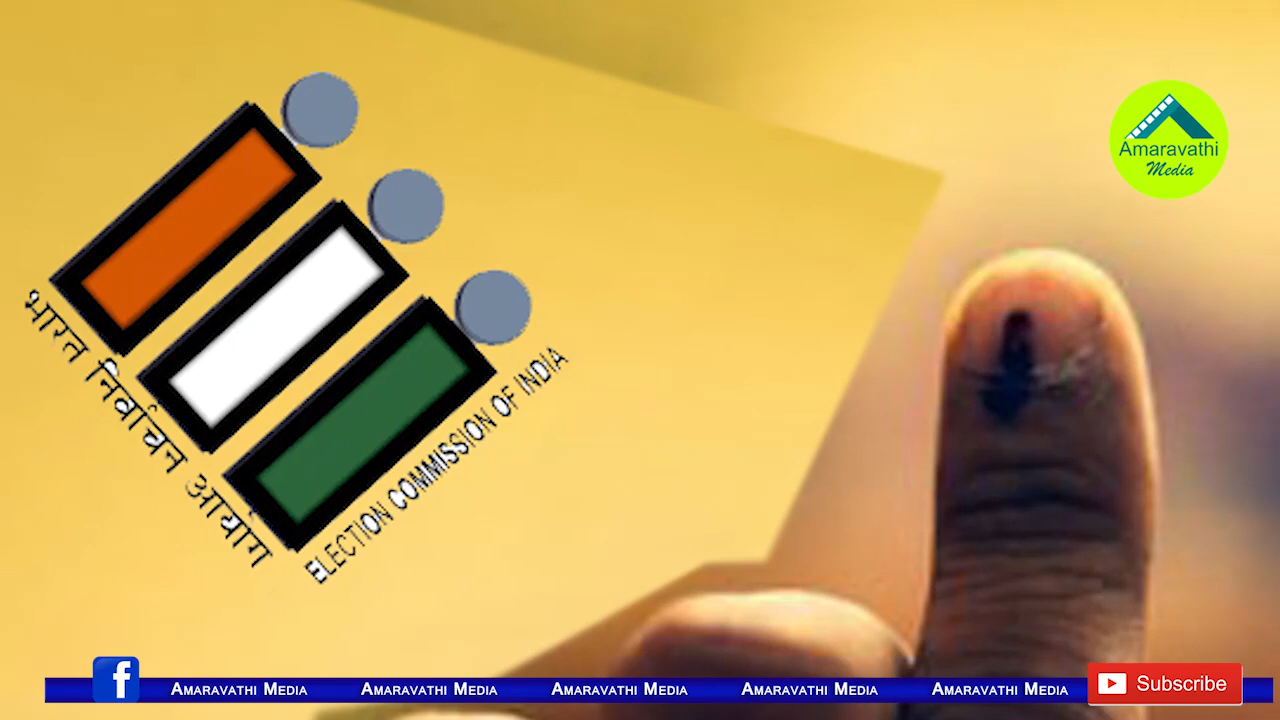 Amaravathi
Media
भारत निर्वाचन आयोग
ELECTION COMMISSION OF INDIA
f Amaravathi Media Amaravathi Media Amaravathi Media Amaravathi Media Amaravathi Media Subscribe